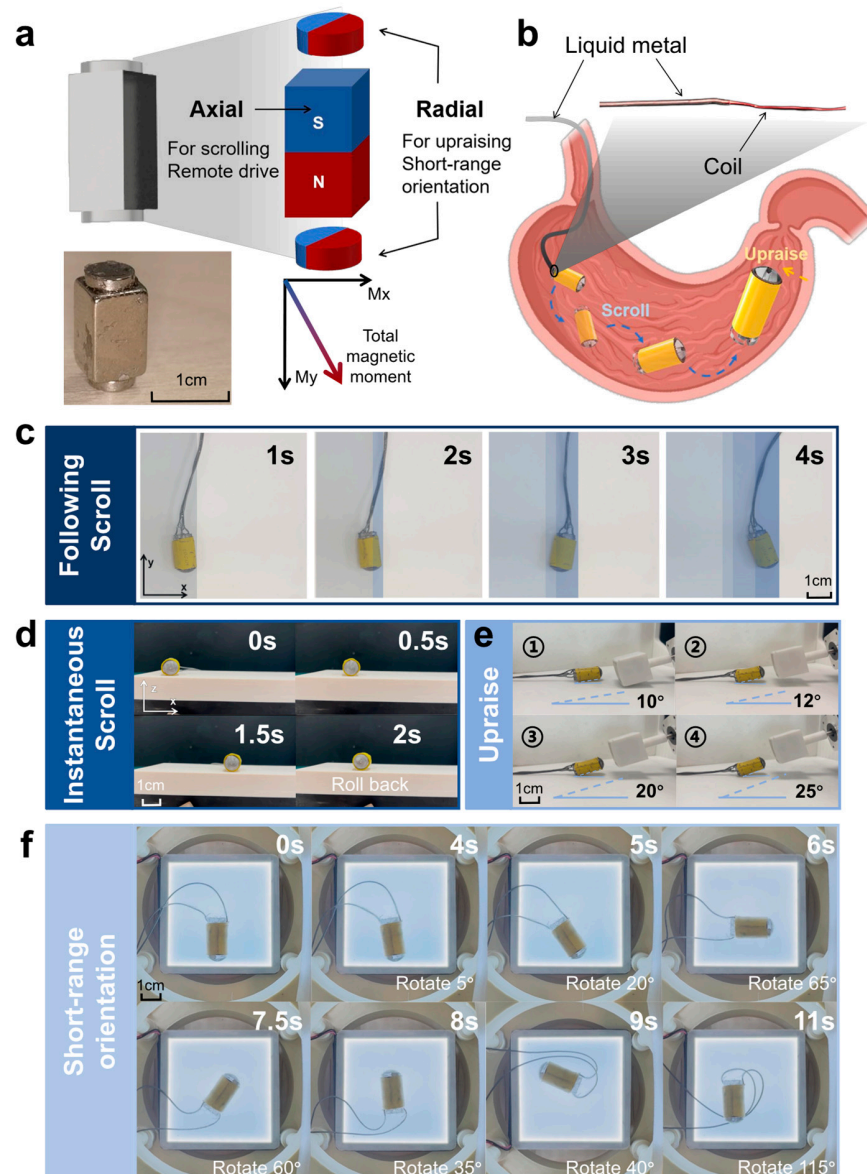 a
Axial
For scrolling
Remote drive
S
N
Radial
For upraising
Short-range
orientation
1cm
Mx
My
Total
magnetic
moment
b
Liquid metal
Coil
Upraise
Scroll
c
Following
Scroll
1s
2s
3s
4s
y
x
1cm
d
Instantaneous
Scroll
0s
0.5s
z
x
1.5s
2s
1cm
Roll back
e
Upraise
①
②
10°
12°
③
④
1cm
20°
25°
f
Short-range
orientation
0s
4s
5s
6s
1cm
Rotate 5°
Rotate 20°
Rotate 65°
7.5s
8s
9s
11s
Rotate 60°
Rotate 35°
Rotate 40°
Rotate 115°